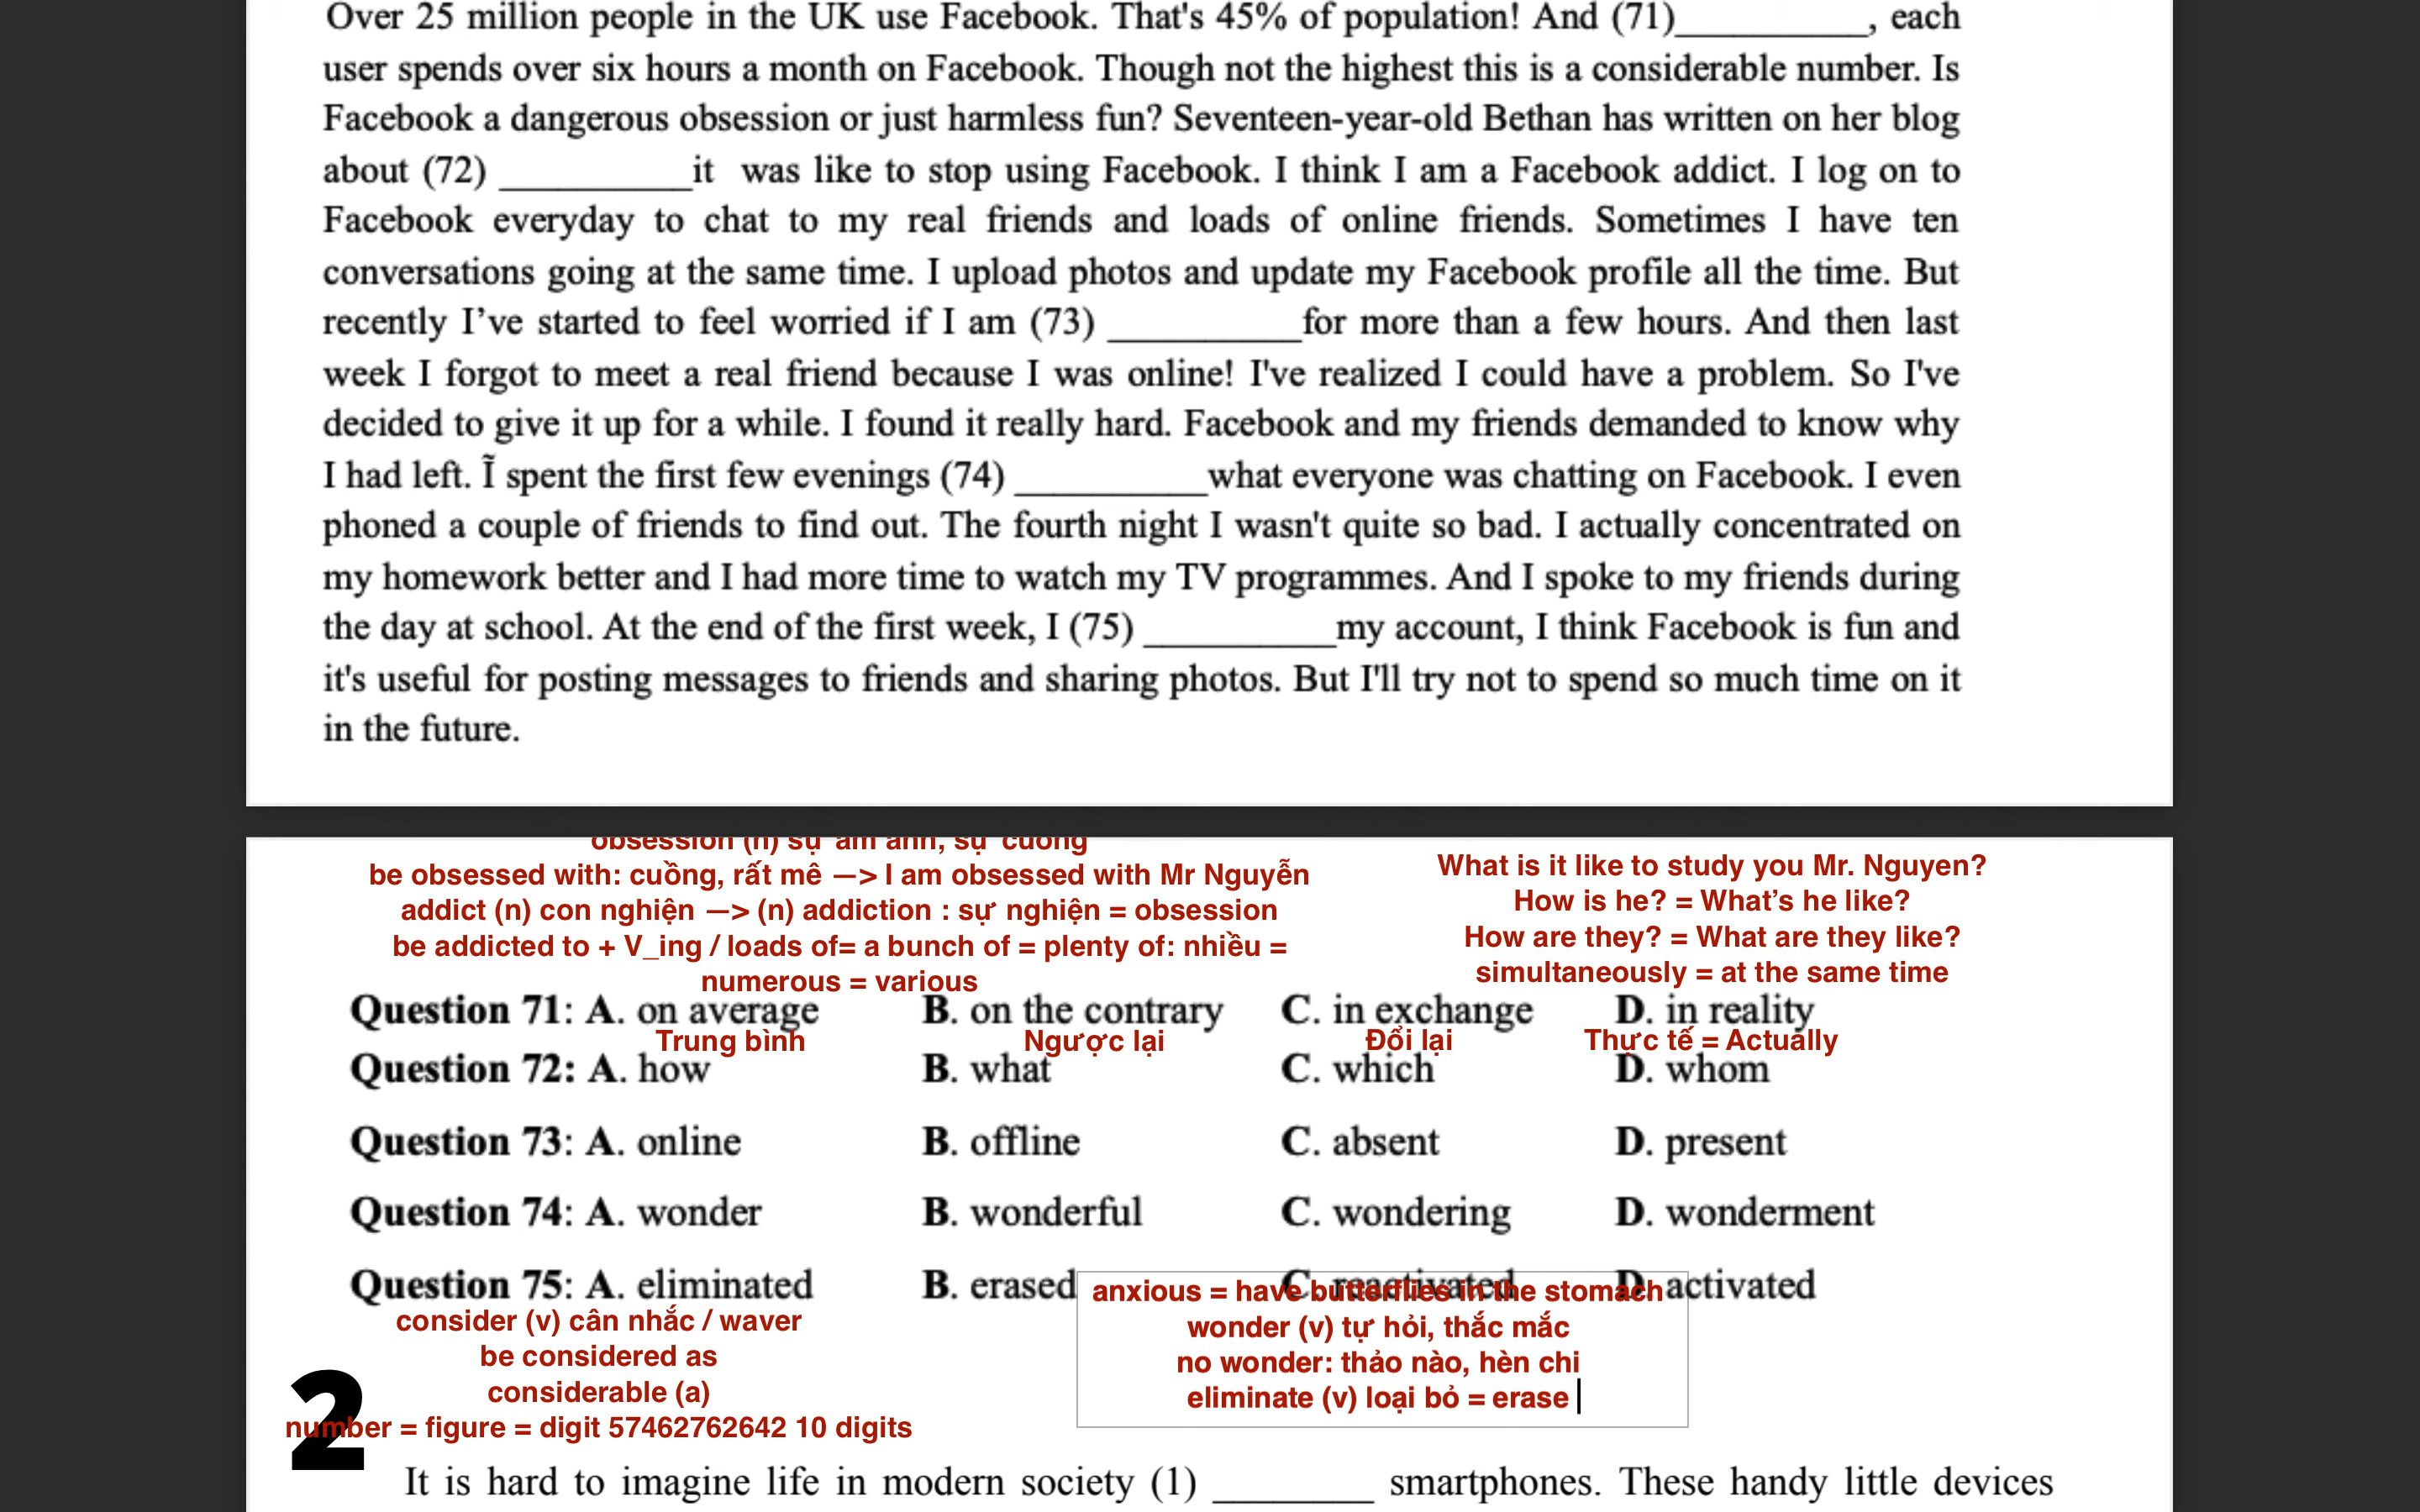 Over 25 million people in the UK use Facebook. That's 45% of population! And (71)__________, each
user spends over six hours a month on Facebook. Though not the highest this is a considerable number. Is
Facebook a dangerous obsession or just harmless fun? Seventeen-year-old Bethan has written on her blog
about (72) __________it was like to stop using Facebook. I think I am a Facebook addict. I log on to
Facebook everyday to chat to my real friends and loads of online friends. Sometimes I have ten
conversations going at the same time. I upload photos and update my Facebook profile all the time. But
recently I’ve started to feel worried if I am (73) __________for more than a few hours. And then last
week I forgot to meet a real friend because I was online! I've realized I could have a problem. So I've
decided to give it up for a while. I found it really hard. Facebook and my friends demanded to know why
I had left. Ĩ spent the first few evenings (74) __________what everyone was chatting on Facebook. I even
phoned a couple of friends to find out. The fourth night I wasn't quite so bad. I actually concentrated on
my homework better and I had more time to watch my TV programmes. And I spoke to my friends during
the day at school. At the end of the first week, I (75) __________my account, I think Facebook is fun and
it's useful for posting messages to friends and sharing photos. But I'll try not to spend so much time on it
in the future.
obsession (n) sự ám ảnh, sự cuồng
be obsessed with: cuồng, rất mê —> I am obsessed with Mr Nguyễn
addict (n) con nghiện —> (n) addiction : sự nghiện = obsession
be addicted to + V_ing / loads of= a bunch of = plenty of: nhiều =
numerous = various
What is it like to study you Mr. Nguyen?
How is he? = What’s he like?
How are they? = What are they like?
simultaneously = at the same time
Question 71: A. on average B. on the contrary C. in exchange D. in reality
Trung bình Ngược lại Đổi lại Thực tế = Actually
Question 72: A. how B. what C. which D. whom
Question 73: A. online B. offline C. absent D. present
Question 74: A. wonder B. wonderful C. wondering D. wonderment
Question 75: A. eliminated B. erased C. reactivated D. activated
anxious = have butterflies in the stomach
wonder (v) tự hỏi, thắc mắc
no wonder: thảo nào, hèn chi
eliminate (v) loại bỏ = erase
consider (v) cân nhắc / waver
be considered as
considerable (a)
number = figure = digit 57462762642 10 digits
2
It is hard to imagine life in modern society (1) ________ smartphones. These handy little devices